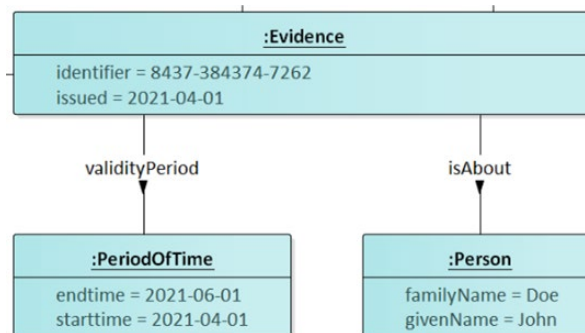 :Evidence
identifier = 8437-384374-7262
issued = 2021-04-01
validityPeriod
isAbout
:PeriodOfTime
endtime = 2021-06-01
starttime = 2021-04-01
:Person
familyName = Doe
givenName = John